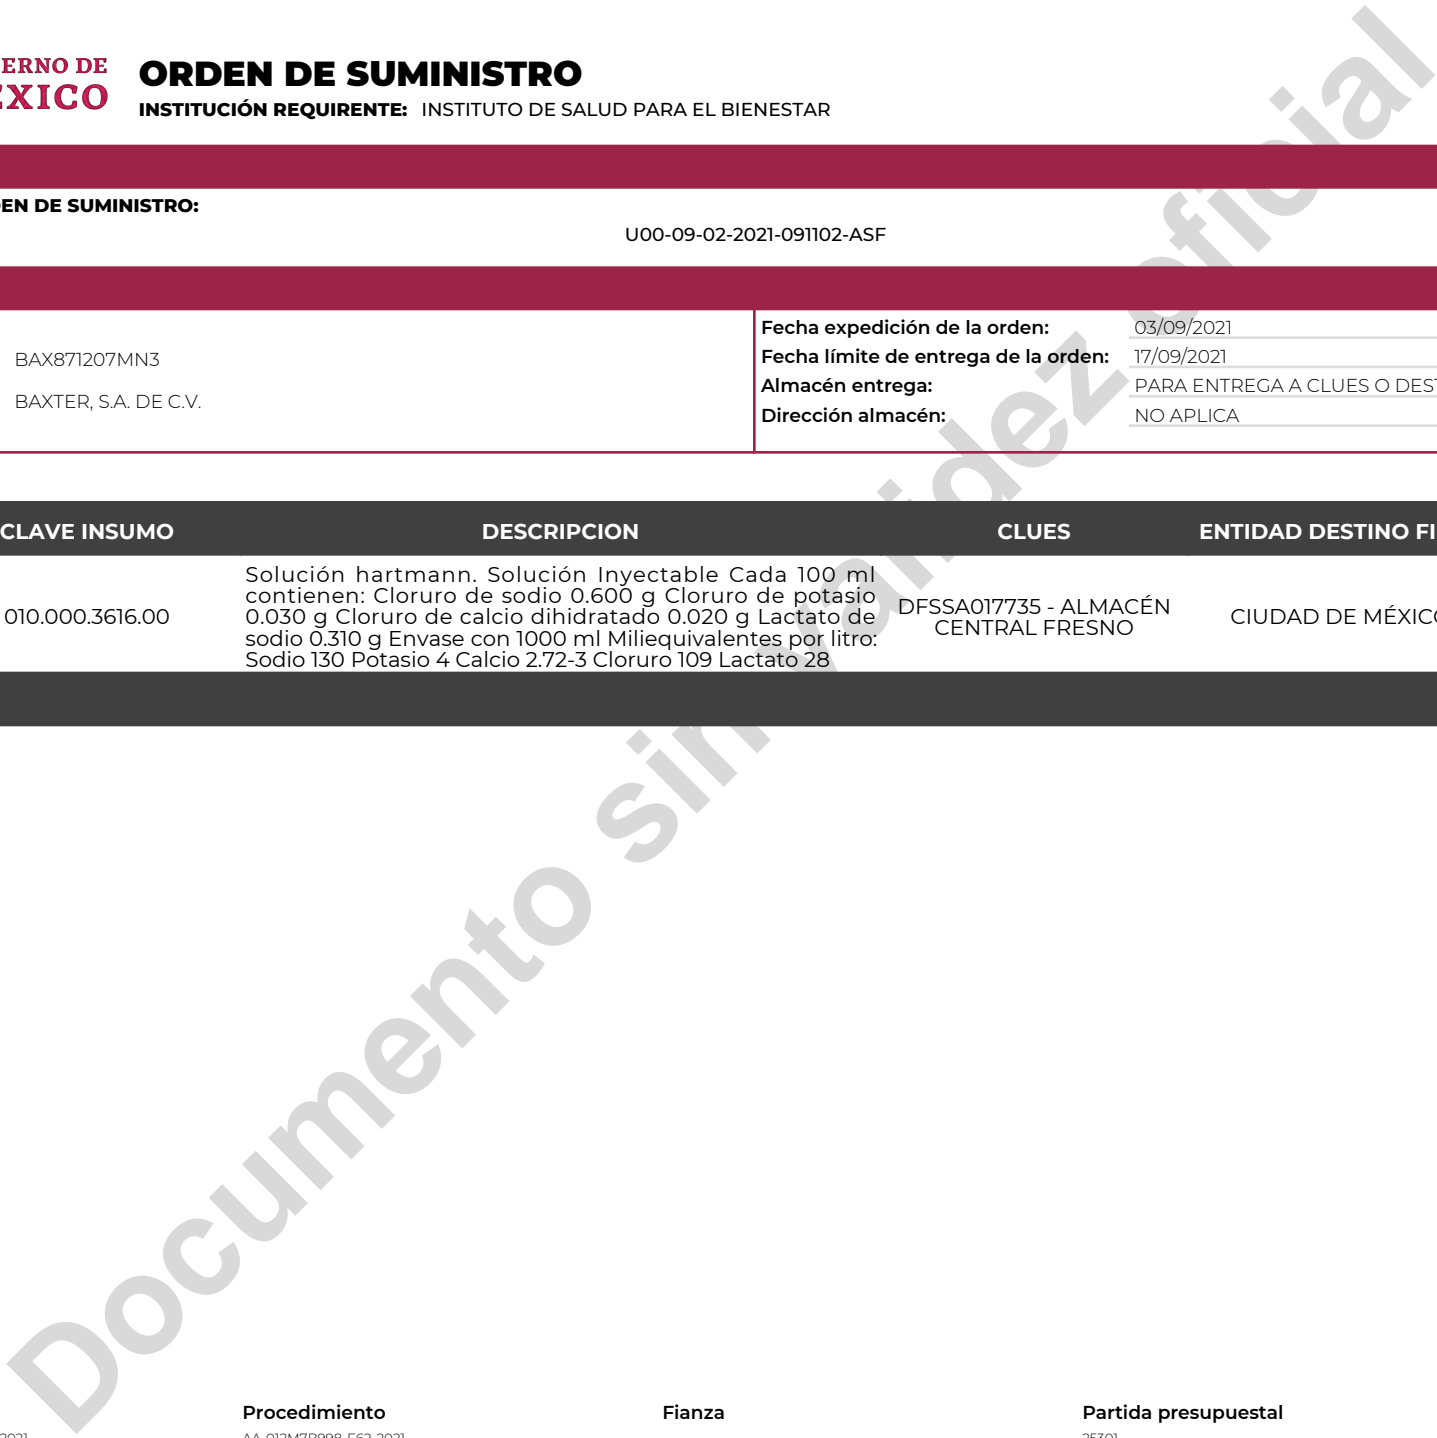 ERNO DE
ÉXICO
ORDEN DE SUMINISTRO
INSTITUCIÓN REQUIRENTE: INSTITUTO DE SALUD PARA EL BIENESTAR
EN DE SUMINISTRO:
U00-09-02-2021-091102-ASF
BAX871207MN3
BAXTER, S.A. DE C.V.
Fecha expedición de la orden: 03/09/2021
Fecha límite de entrega de la orden: 17/09/2021
Almacén entrega: PARA ENTREGA A CLUES O DEST
Dirección almacén: NO APLICA
CLAVE INSUMO DESCRIPCION CLUES ENTIDAD DESTINO FI
010.000.3616.00
Solución hartmann. Solución Inyectable Cada 100 ml
contienen: Cloruro de sodio 0.600 g Cloruro de potasio
0.030 g Cloruro de calcio dihidratado 0.020 g Lactato de
sodio 0.310 g Envase con 1000 ml Miliequivalentes por litro:
Sodio 130 Potasio 4 Calcio 2.72-3 Cloruro 109 Lactato 28
DFSSA017735 - ALMACÉN
CENTRAL FRESNO
CIUDAD DE MÉXICO
Documento sin validez oficial
Procedimiento Fianza Partida presupuestal